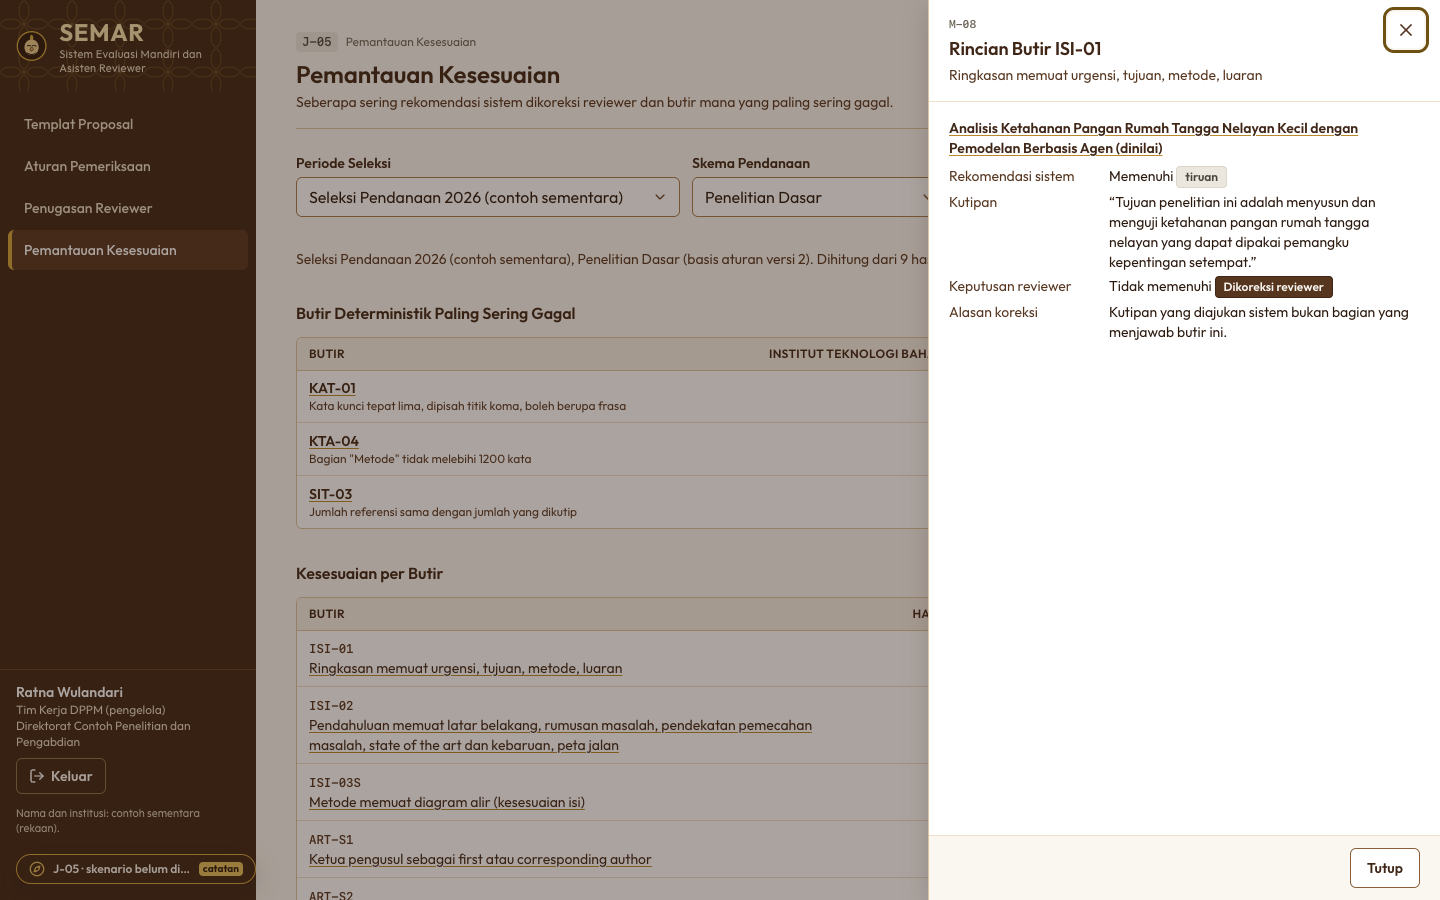 SEMAR
Sistem Evaluasi Mandiri dan
Asisten Reviewer
Templat Proposal
Aturan Pemeriksaan
Penugasan Reviewer
Pemantauan Kesesuaian
Ratna Wulandari
Tim Kerja DPPM (pengelola)
Direktorat Contoh Penelitian dan
Pengabdian
Keluar
Nama dan institusi: contoh sementara
(rekaan).
J-05 · skenario belum di... catatan
J-05 Pemantauan Kesesuaian
Pemantauan Kesesuaian
Seberapa sering rekomendasi sistem dikoreksi reviewer dan butir mana yang paling sering gagal.
Periode Seleksi
Seleksi Pendanaan 2026 (contoh sementara)
Skema Pendanaan
Penelitian Dasar
Seleksi Pendanaan 2026 (contoh sementara), Penelitian Dasar (basis aturan versi 2). Dihitung dari 9 ha
Butir Deterministik Paling Sering Gagal
BUTIR INSTITUT TEKNOLOGI BAH
KAT-01
Kata kunci tepat lima, dipisah titik koma, boleh berupa frasa
KTA-04
Bagian "Metode" tidak melebihi 1200 kata
SIT-03
Jumlah referensi sama dengan jumlah yang dikutip
Kesesuaian per Butir
BUTIR HA
ISI-01
Ringkasan memuat urgensi, tujuan, metode, luaran
ISI-02
Pendahuluan memuat latar belakang, rumusan masalah, pendekatan pemecahan
masalah, state of the art dan kebaruan, peta jalan
ISI-03S
Metode memuat diagram alir (kesesuaian isi)
ART-S1
Ketua pengusul sebagai first atau corresponding author
ART-S2
M-08
Rincian Butir ISI-01
Ringkasan memuat urgensi, tujuan, metode, luaran
Analisis Ketahanan Pangan Rumah Tangga Nelayan Kecil dengan
Pemodelan Berbasis Agen (dinilai)
Rekomendasi sistem Memenuhi tiruan
Kutipan “Tujuan penelitian ini adalah menyusun dan
menguji ketahanan pangan rumah tangga
nelayan yang dapat dipakai pemangku
kepentingan setempat.”
Keputusan reviewer Tidak memenuhi Dikoreksi reviewer
Alasan koreksi Kutipan yang diajukan sistem bukan bagian yang
menjawab butir ini.
Tutup